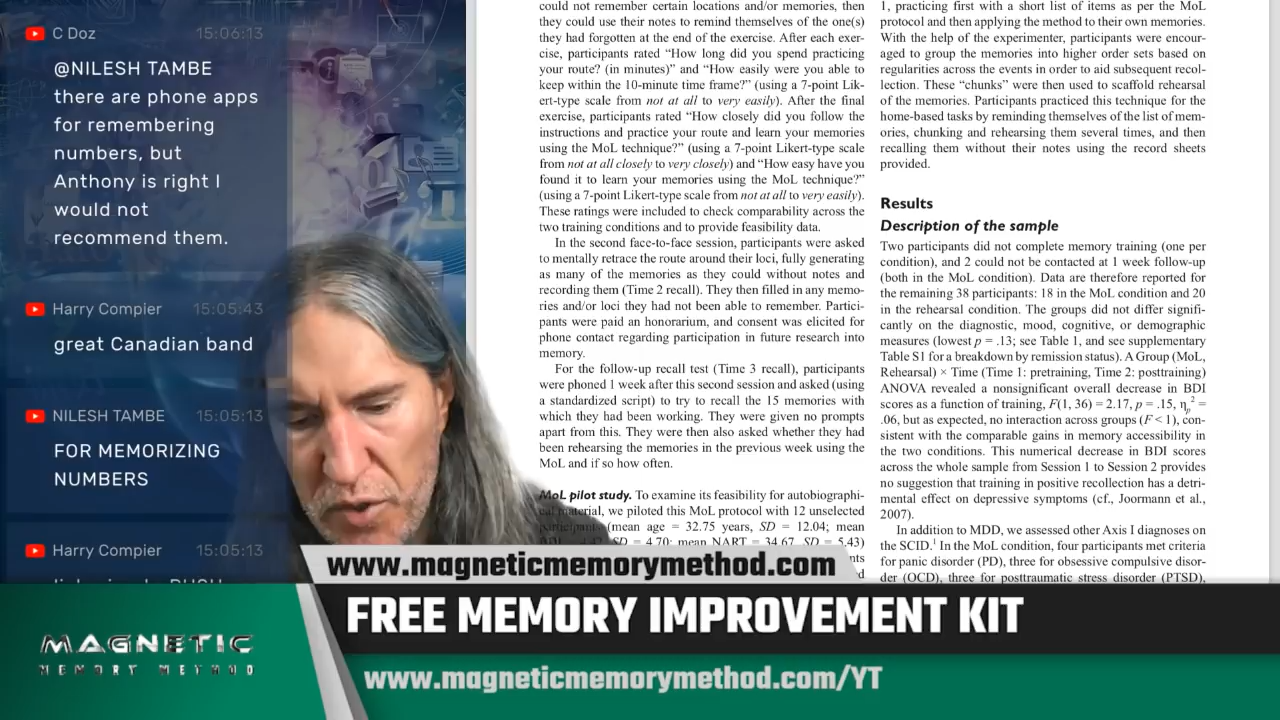 C Doz 15:06:13
@NILESH TAMBE
there are phone apps
for remembering
numbers, but
Anthony is right I
would not
recommend them.
Harry Compier 15:05:43
great Canadian band
NILESH TAMBE 15:05:13
FOR MEMORIZING
NUMBERS
Harry Compier 15:05:13
could not remember certain locations and/or memories, then
they could use their notes to remind themselves of the one(s)
they had forgotten at the end of the exercise. After each exer-
cise, participants rated “How long did you spend practicing
your route? (in minutes)” and “How easily were you able to
keep within the 10-minute time frame?” (using a 7-point Lik-
ert-type scale from not at all to very easily). After the final
exercise, participants rated “How closely did you follow the
instructions and practice your route and learn your memories
using the MoL technique?” (using a 7-point Likert-type scale
from not at all closely to very closely) and “How easy have you
found it to learn your memories using the MoL technique?”
(using a 7-point Likert-type scale from not at all to very easily).
These ratings were included to check comparability across the
two training conditions and to provide feasibility data.
In the second face-to-face session, participants were asked
to mentally retrace the route around their loci, fully generating
as many of the memories as they could without notes and
recording them (Time 2 recall). They then filled in any memo-
ries and/or loci they had not been able to remember. Partici-
pants were paid an honorarium, and consent was elicited for
phone contact regarding participation in future research into
memory.
For the follow-up recall test (Time 3 recall), participants
were phoned 1 week after this second session and asked (using
a standardized script) to try to recall the 15 memories with
which they had been working. They were given no prompts
apart from this. They were then also asked whether they had
been rehearsing the memories in the previous week using the
MoL and if so how often.
MoL pilot study. To examine its feasibility for autobiographi-
cal material, we piloted this MoL protocol with 12 unselected
participants (mean age = 32.75 years, SD = 12.04; mean
SD = 4.70; mean NART = 34.67, SD = 5.43)
1, practicing first with a short list of items as per the MoL
protocol and then applying the method to their own memories.
With the help of the experimenter, participants were encour-
aged to group the memories into higher order sets based on
regularities across the events in order to aid subsequent recol-
lection. These “chunks” were then used to scaffold rehearsal
of the memories. Participants practiced this technique for the
home-based tasks by reminding themselves of the list of mem-
ories, chunking and rehearsing them several times, and then
recalling them without their notes using the record sheets
provided.
Results
Description of the sample
Two participants did not complete memory training (one per
condition), and 2 could not be contacted at 1 week follow-up
(both in the MoL condition). Data are therefore reported for
the remaining 38 participants: 18 in the MoL condition and 20
in the rehearsal condition. The groups did not differ signifi-
cantly on the diagnostic, mood, cognitive, or demographic
measures (lowest p = .13; see Table 1, and see supplementary
Table S1 for a breakdown by remission status). A Group (MoL,
Rehearsal) × Time (Time 1: pretraining, Time 2: posttraining)
ANOVA revealed a nonsignificant overall decrease in BDI
scores as a function of training, F(1, 36) = 2.17, p = .15, ηp² =
.06, but as expected, no interaction across groups (F < 1), con-
sistent with the comparable gains in memory accessibility in
the two conditions. This numerical decrease in BDI scores
across the whole sample from Session 1 to Session 2 provides
no suggestion that training in positive recollection has a detri-
mental effect on depressive symptoms (cf., Joormann et al.,
2007).
In addition to MDD, we assessed other Axis I diagnoses on
the SCID.¹ In the MoL condition, four participants met criteria
for panic disorder (PD), three for obsessive compulsive disor-
der (OCD), three for posttraumatic stress disorder (PTSD),
www.magneticmemorymethod.com
FREE MEMORY IMPROVEMENT KIT
www.magneticmemorymethod.com/YT
MAGNETIC
MEMORY METHOD